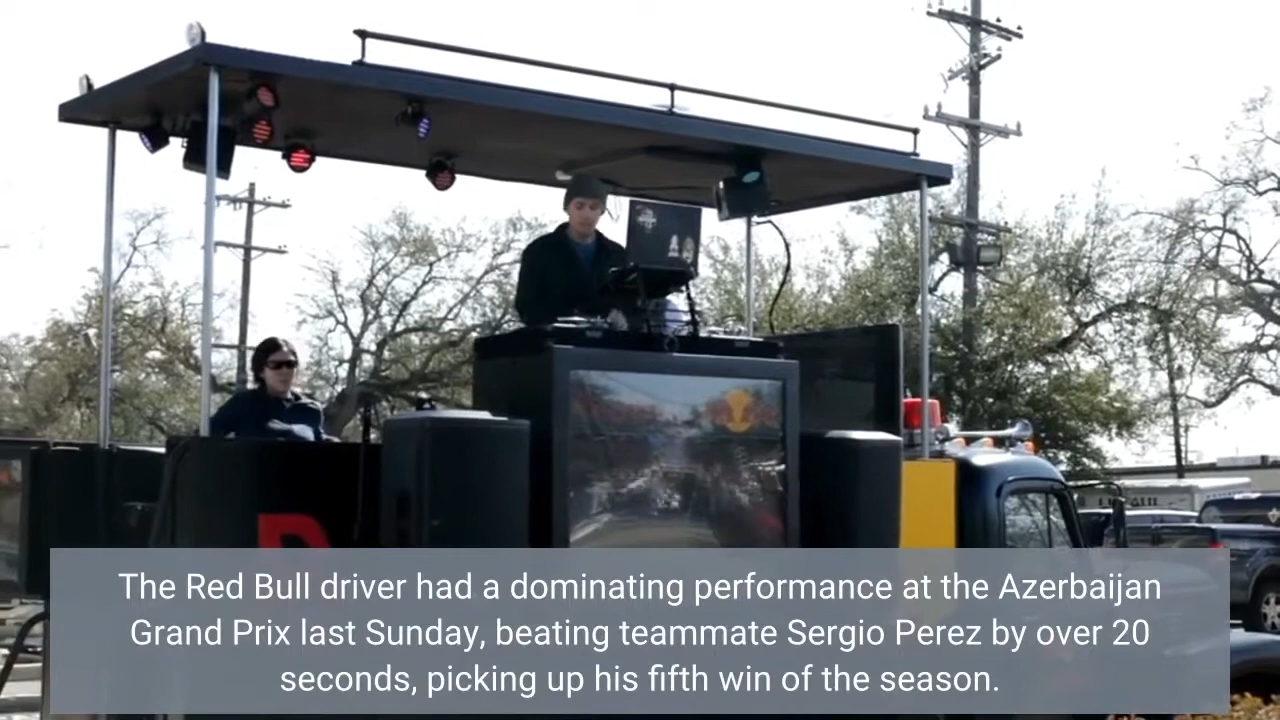 The Red Bull driver had a dominating performance at the Azerbaijan
Grand Prix last Sunday, beating teammate Sergio Perez by over 20
seconds, picking up his fifth win of the season.